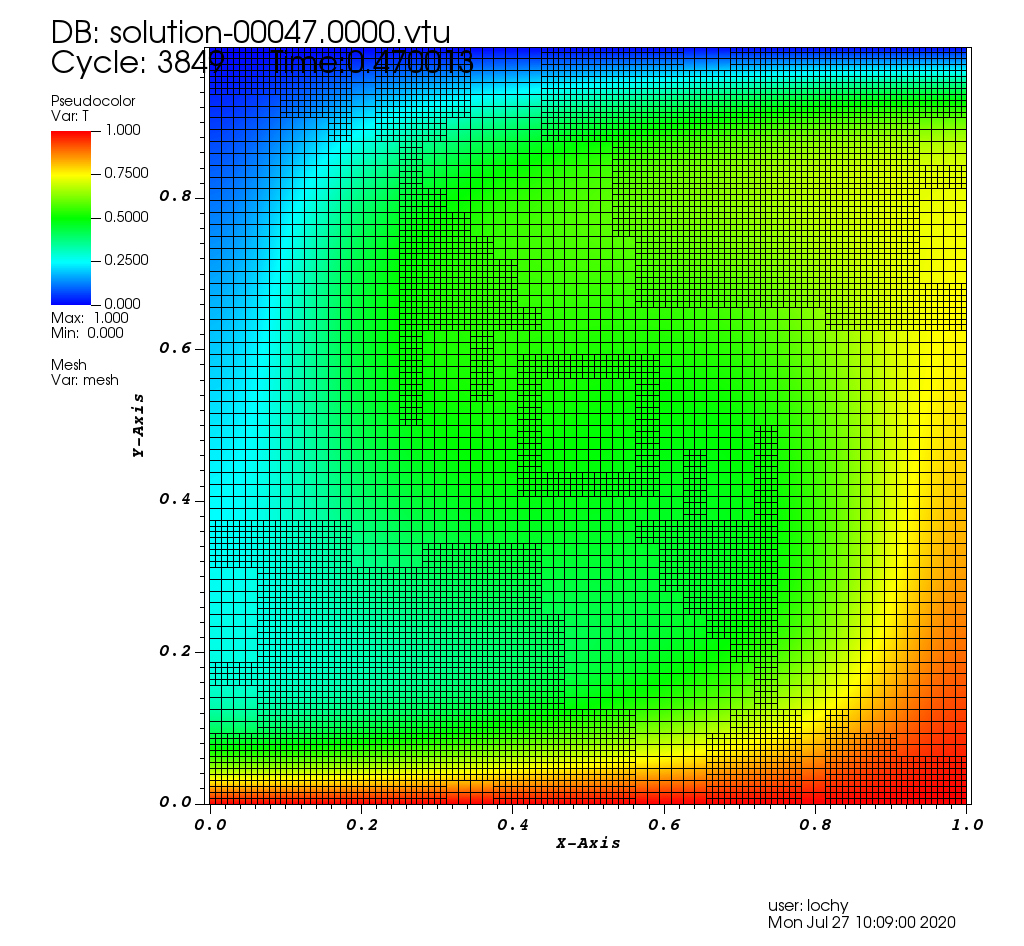 DB: solution-00047.0000.vtu
Cycle: 3849 Time:0.470013
Pseudocolor
Var: T
1.000
0.7500
0.5000
0.2500
0.000
Max: 1.000
Min: 0.000
Mesh
Var: mesh
0.8
0.6
0.4
0.2
0.0
Y-Axis
0.0 0.2 0.4 0.6 0.8 1.0
X-Axis
user: lochy
Mon Jul 27 10:09:00 2020